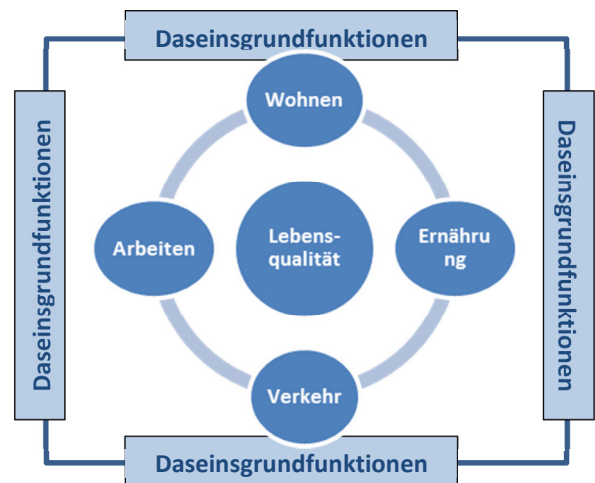 Daseinsgrundfunktionen
Wohnen
Daseinsgrundfunktionen
Arbeiten
Lebens-
qualität
Ernähru
ng
Daseinsgrundfunktionen
Verkehr
Daseinsgrundfunktionen